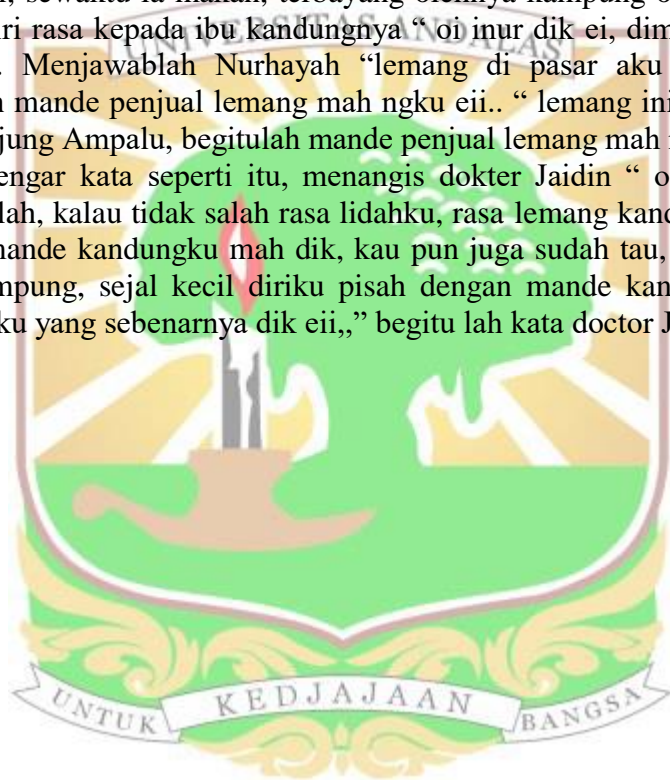 sewaktu ia makan, terbayang olehnya kampung
ri rasa kepada ibu kandungnya “ oi inur dik ei, dim
. Menjawablah Nurhayah “lemang di pasar aku
n mande penjual lemang mah ngku eii.. “ lemang ini
jung Ampalu, begitulah mande penjual lemang mah
engar kata seperti itu, menangis dokter Jaidin “ o
lah, kalau tidak salah rasa lidahku, rasa lemang kand
mande kandungku mah dik, kau pun juga sudah tau,
mpung, sejal kecil diriku pisah dengan mande kan
ku yang sebenarnya dik eii,,” begitu lah kata doctor J
UNIVERSITAS ANDALAS
UNTUK KEDJAJAAN BANGSA